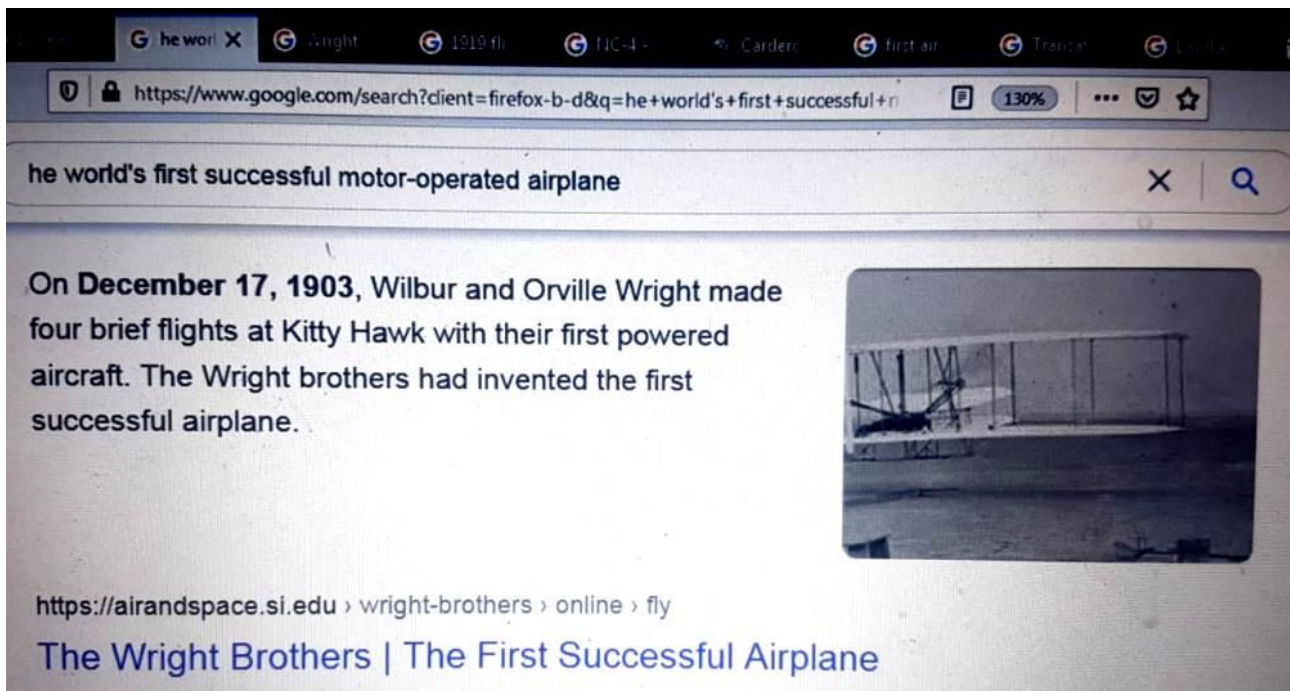 he worl
1919 fli
NC-4 -
first air
https://www.google.com/search?client=firefox-b-d&q=he+world's+first+successful+
130%
he world's first successful motor-operated airplane
On December 17, 1903, Wilbur and Orville Wright made
four brief flights at Kitty Hawk with their first powered
aircraft. The Wright brothers had invented the first
successful airplane.
https://airandspace.si.edu › wright-brothers › online › fly
The Wright Brothers | The First Successful Airplane